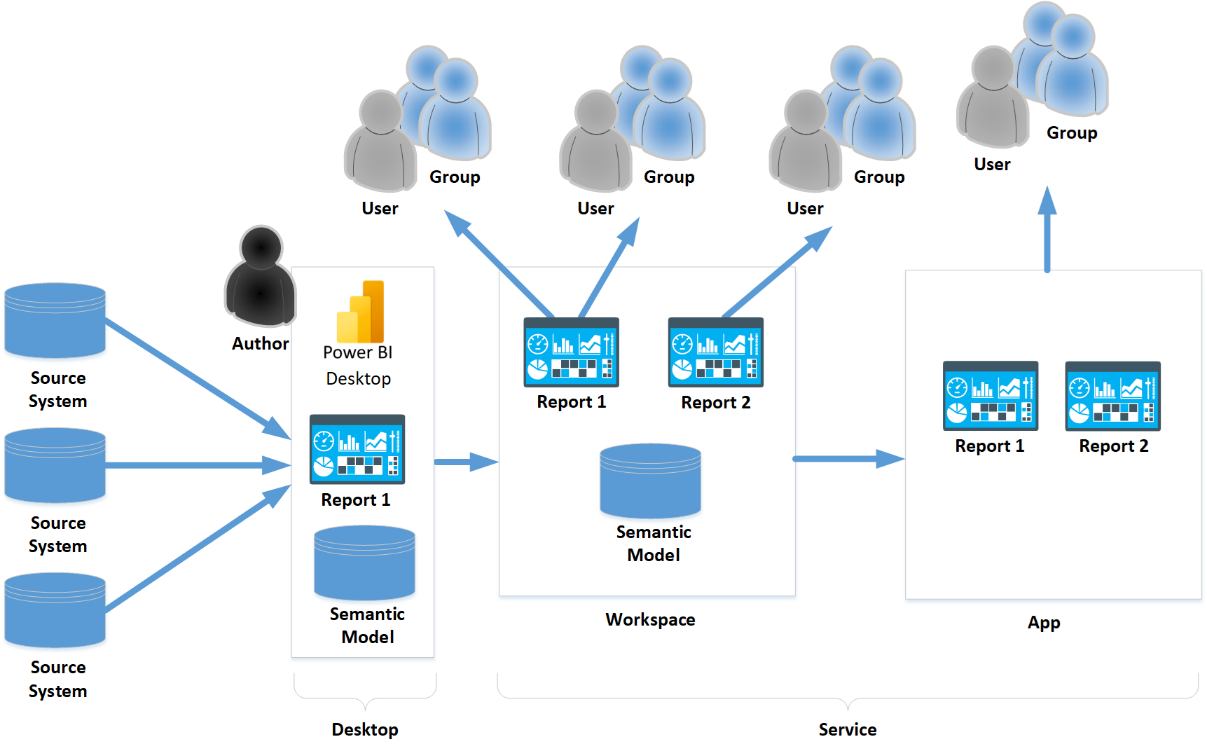 Group
User
Group
User
Group
User
Group
User
Author
Power BI
Desktop
Source
System
Source
System
Source
System
Report 1
Semantic
Model
Report 1
Report 2
Semantic
Model
Workspace
Report 1
Report 2
App
Desktop
Service